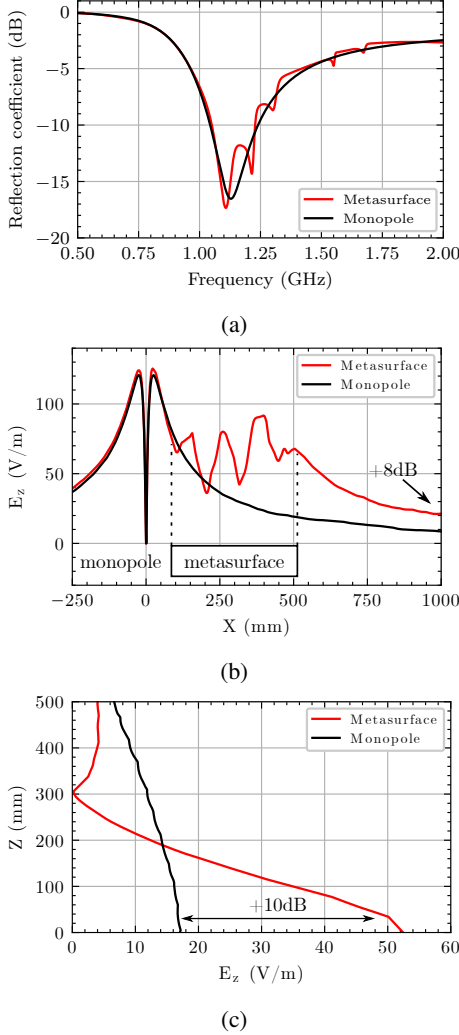 0
−5
−10
−15
−20
Reflection coefficient (dB)
Metasurface
Monopole
0.50 0.75 1.00 1.25 1.50 1.75 2.00
Frequency (GHz)
(a)
100
50
0
E_z (V/m)
Metasurface
Monopole
+8dB
monopole
metasurface
−250 0 250 500 750 1000
X (mm)
(b)
500
400
300
200
100
0
Z (mm)
Metasurface
Monopole
+10dB
0 10 20 30 40 50 60
E_z (V/m)
(c)